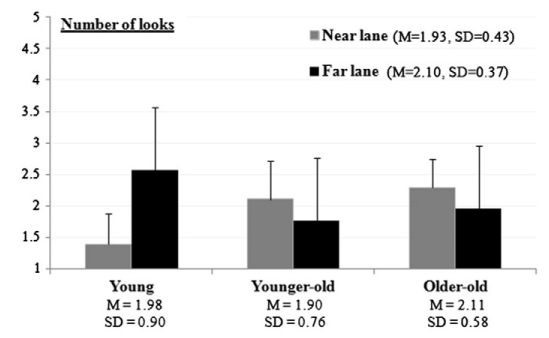 Number of looks
Near lane (M=1.93, SD=0.43)
Far lane (M=2.10, SD=0.37)
5
4.5
4
3.5
3
2.5
2
1.5
1
Young
M = 1.98
SD = 0.90
Younger-old
M = 1.90
SD = 0.76
Older-old
M = 2.11
SD = 0.58